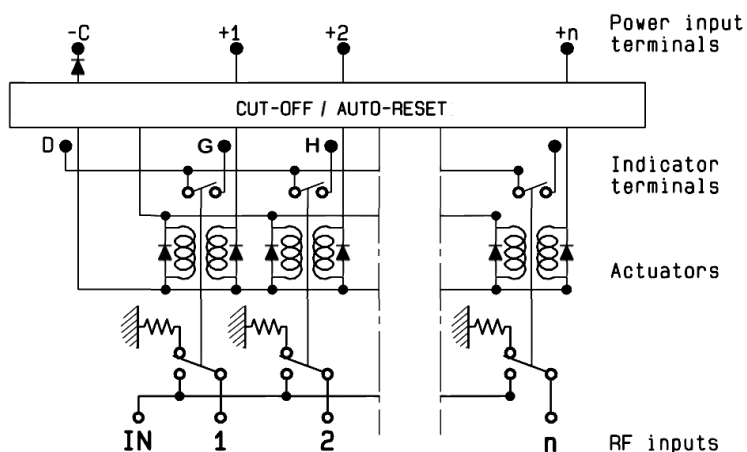 -C +1 +2 +n Power input
terminals
CUT-OFF / AUTO-RESET
D G H
Indicator
terminals
Actuators
IN 1 2 n RF inputs